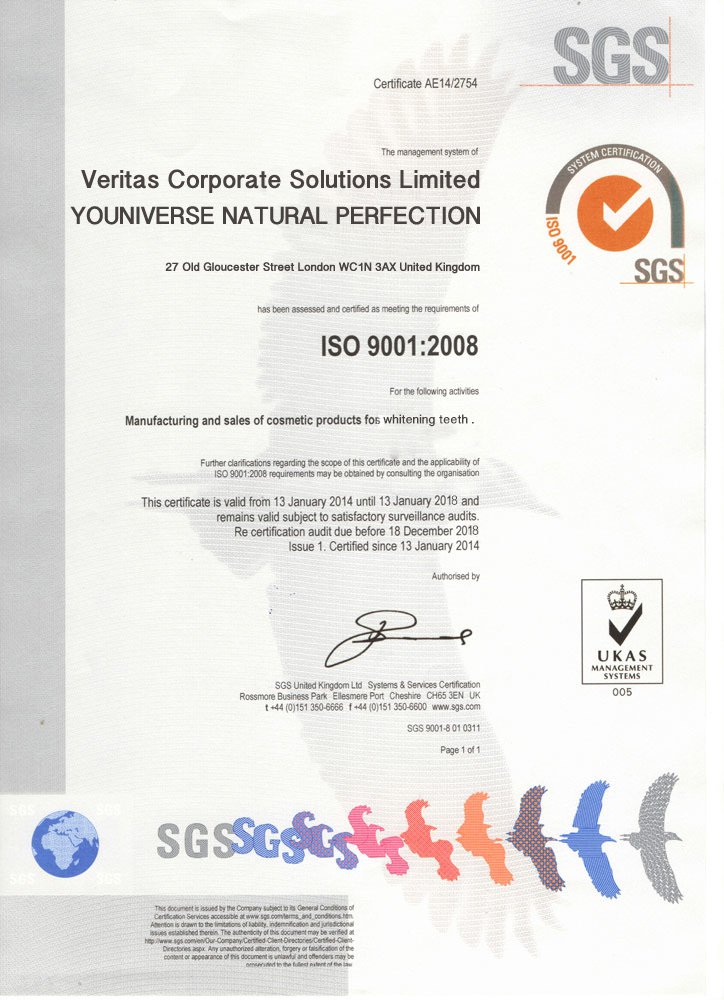 SGS
Certificate AE14/2754
The management system of
Veritas Corporate Solutions Limited
YOUNIVERSE NATURAL PERFECTION
27 Old Gloucester Street London WC1N 3AX United Kingdom
SYSTEM CERTIFICATION
ISO 9001
SGS
has been assessed and certified as meeting the requirements of
ISO 9001:2008
For the following activities
Manufacturing and sales of cosmetic products fos whitening teeth .
Further clarifications regarding the scope of this certificate and the applicability of
ISO 9001:2008 requirements may be obtained by consulting the organisation
This certificate is valid from 13 January 2014 until 13 January 2018 and
remains valid subject to satisfactory surveillance audits.
Re certification audit due before 18 December 2018
Issue 1. Certified since 13 January 2014
Authorised by
UKAS
MANAGEMENT
SYSTEMS
005
SGS United Kingdom Ltd Systems & Services Certification
Rossmore Business Park Ellesmere Port Cheshire CH65 3EN UK
t +44 (0)151 350-6666 f +44 (0)151 350-6600 www.sgs.com
SGS 9001-8 01 0311
Page 1 of 1
SGS SGS
SGS SGS
SGSSGSSGS
This document is issued by the Company subject to its General Conditions of
Certification Services accessible at www.sgs.com/terms_and_conditions.htm.
Attention is drawn to the limitations of liability, indemnification and jurisdictional
issues established therein. The authenticity of this document may be verified at
http://www.sgs.com/en/Our-Company/Certified-Client-Directories/Certified-Client-
Directories.aspx. Any unauthorized alteration, forgery or falsification of the
content or appearance of this document is unlawful and offenders may be
prosecuted to the fullest extent of the law.